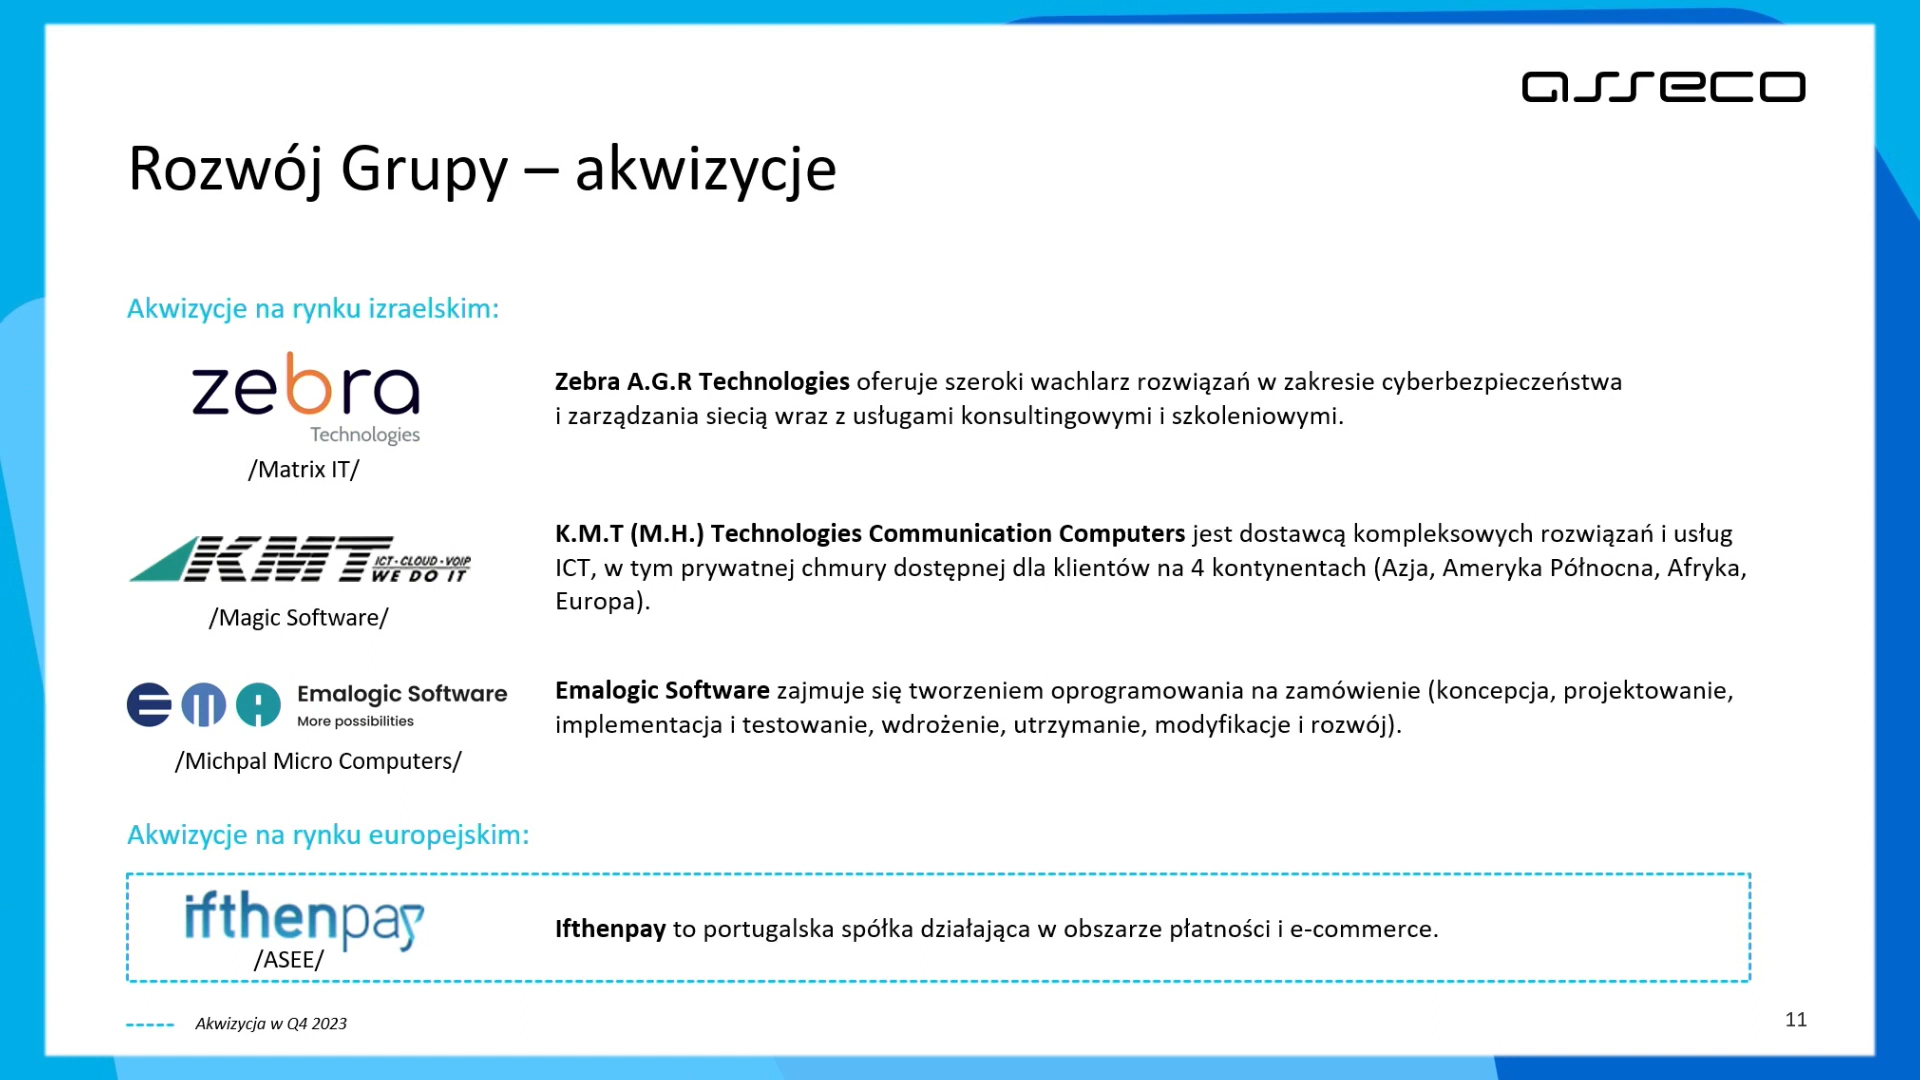 asseco
Rozwój Grupy – akwizycje
Akwizycje na rynku izraelskim:
zebra
Technologies
/Matrix IT/
Zebra A.G.R Technologies oferuje szeroki wachlarz rozwiązań w zakresie cyberbezpieczeństwa
i zarządzania siecią wraz z usługami konsultingowymi i szkoleniowymi.
KMT ICT - CLOUD - VOIP
WE DO IT
/Magic Software/
K.M.T (M.H.) Technologies Communication Computers jest dostawcą kompleksowych rozwiązań i usług
ICT, w tym prywatnej chmury dostępnej dla klientów na 4 kontynentach (Azja, Ameryka Północna, Afryka,
Europa).
EMA Emalogic Software
More possibilities
/Michpal Micro Computers/
Emalogic Software zajmuje się tworzeniem oprogramowania na zamówienie (koncepcja, projektowanie,
implementacja i testowanie, wdrożenie, utrzymanie, modyfikacje i rozwój).
Akwizycje na rynku europejskim:
ifthenpay
/ASEE/
Ifthenpay to portugalska spółka działająca w obszarze płatności i e-commerce.
Akwizycja w Q4 2023
11